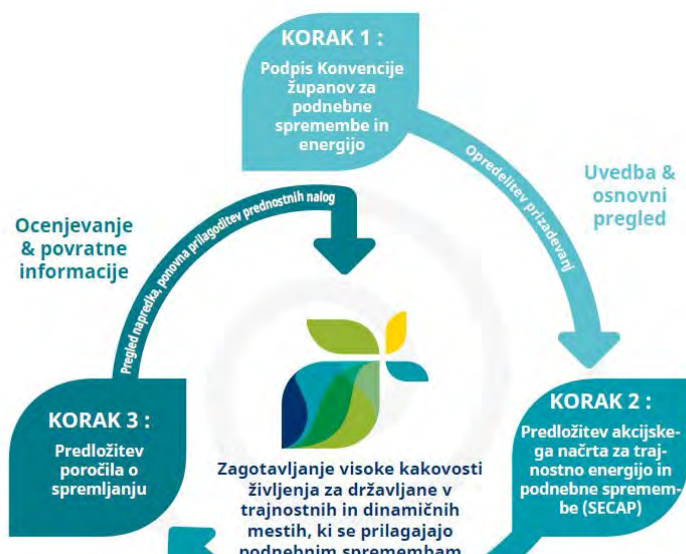 KORAK 1 :
Podpis Konvencije
županov za
podnebne
spremembe in
energijo
Opredelitev prizadevanj
Uvedba &
osnovni
pregled
Ocenjevanje
& povratne
informacije
Pregled napredka, ponovna prilagoditev prednostnih nalog
KORAK 3 :
Predložitev
poročila o
spremljanju
KORAK 2 :
Predložitev akcijske-
ga načrta za traj-
nostno energijo in
podnebne spremem-
be (SECAP)
Zagotavljanje visoke kakovosti
življenja za državljane v
trajnostnih in dinamičnih
mestih, ki se prilagajajo
podnebnim spremembam